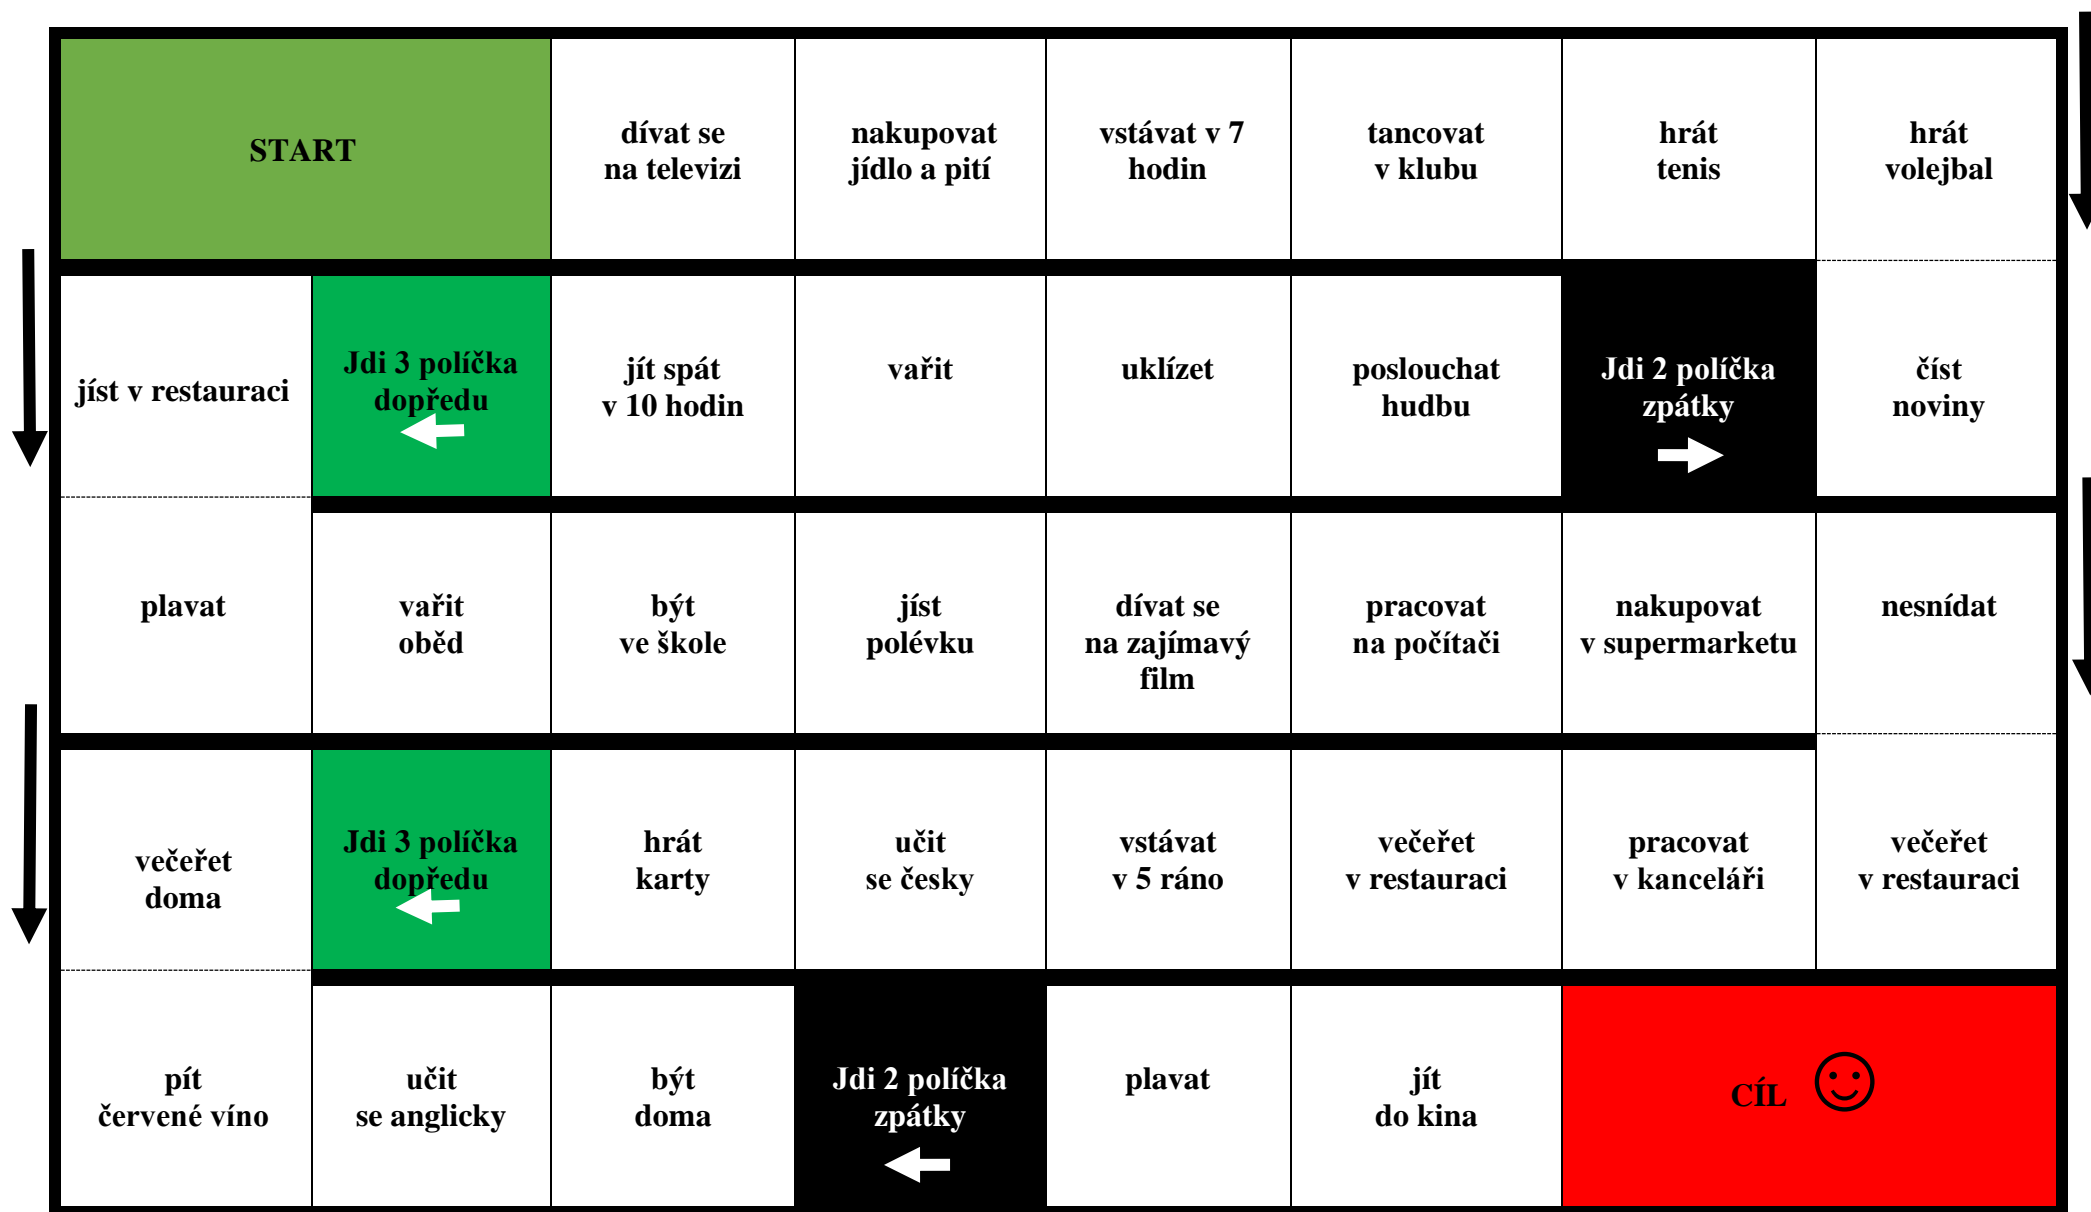 START
dívat se
na televizi
nakupovat
jídlo a pití
vstávat v 7
hodin
tancovat
v klubu
hrát
tenis
hrát
volejbal
jíst v restauraci
Jdi 3 políčka
dopředu
jít spát
v 10 hodin
vařit
uklízet
poslouchat
hudbu
Jdi 2 políčka
zpátky
číst
noviny
plavat
vařit
oběd
být
ve škole
jíst
polévku
dívat se
na zajímavý
film
pracovat
na počítači
nakupovat
v supermarketu
nesnídat
večeřet
doma
Jdi 3 políčka
dopředu
hrát
karty
učit
se česky
vstávat
v 5 ráno
večeřet
v restauraci
pracovat
v kanceláři
večeřet
v restauraci
pít
červené víno
učit
se anglicky
být
doma
Jdi 2 políčka
zpátky
plavat
jít
do kina
CÍL